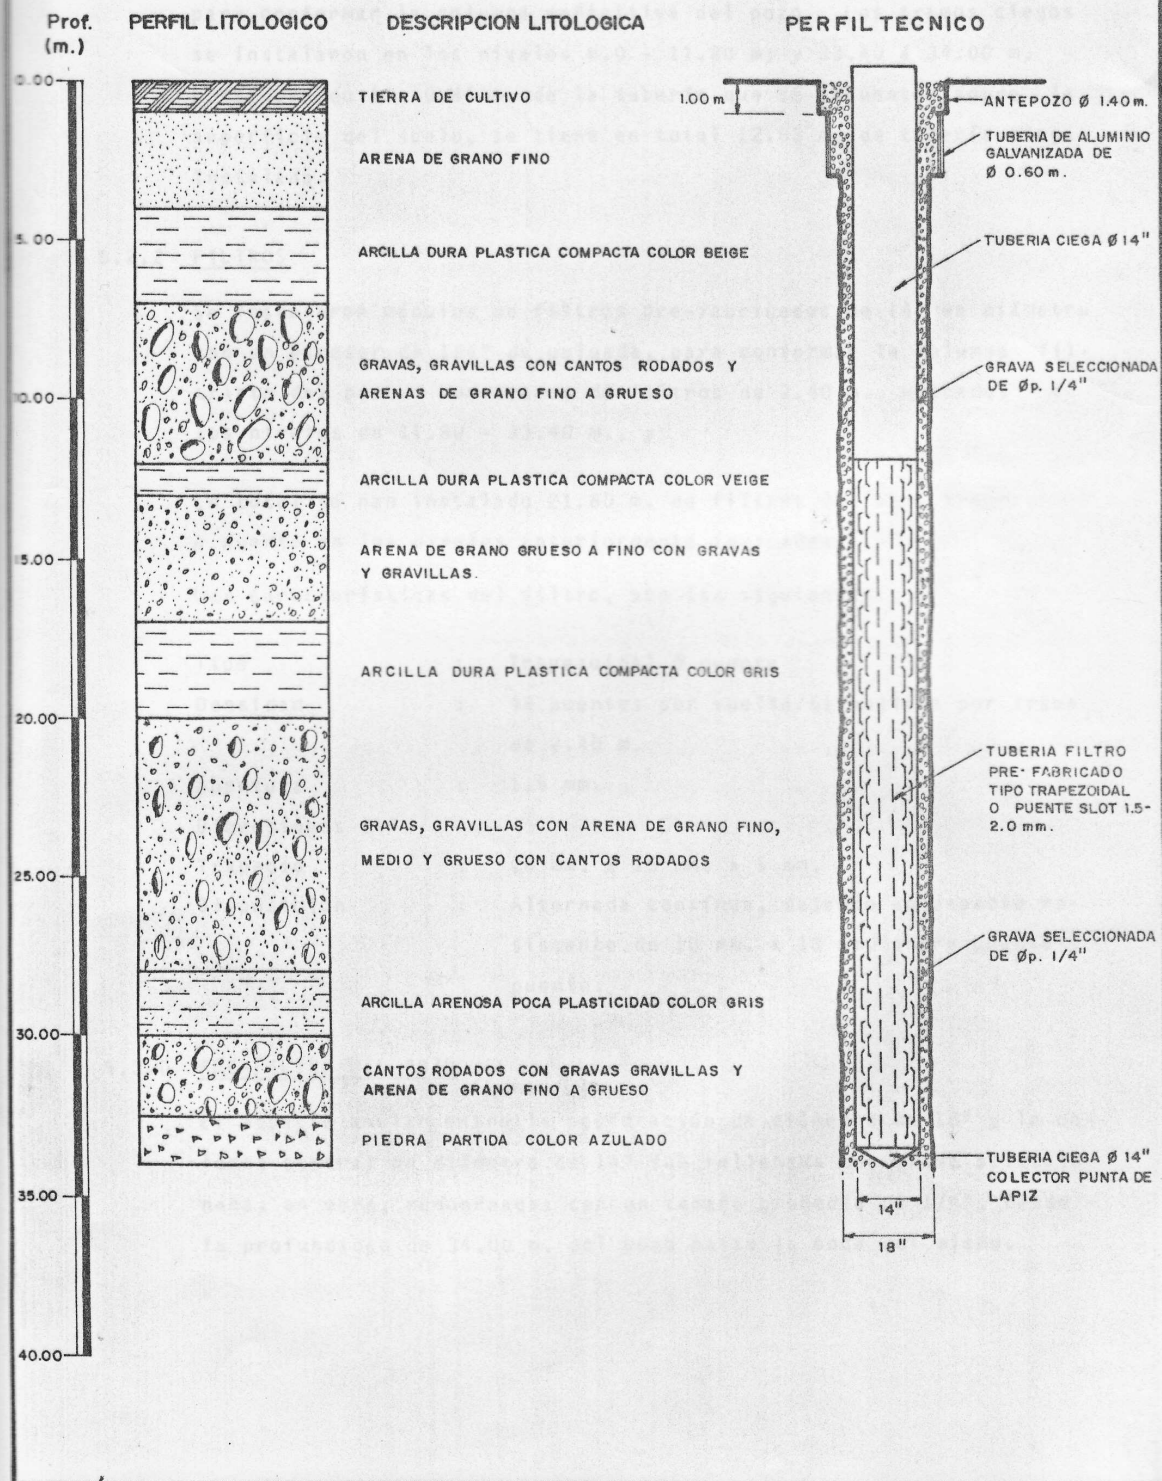 Prof.
(m.)
PERFIL LITOLOGICO
DESCRIPCION LITOLOGICA
PERFIL TECNICO
0.00
5.00
10.00
15.00
20.00
25.00
30.00
35.00
40.00
TIERRA DE CULTIVO
ARENA DE GRANO FINO
ARCILLA DURA PLASTICA COMPACTA COLOR BEIGE
GRAVAS, GRAVILLAS CON CANTOS RODADOS Y
ARENAS DE GRANO FINO A GRUESO
ARCILLA DURA PLASTICA COMPACTA COLOR VEIGE
ARENA DE GRANO GRUESO A FINO CON GRAVAS
Y GRAVILLAS.
ARCILLA DURA PLASTICA COMPACTA COLOR GRIS
GRAVAS, GRAVILLAS CON ARENA DE GRANO FINO,
MEDIO Y GRUESO CON CANTOS RODADOS
ARCILLA ARENOSA POCA PLASTICIDAD COLOR GRIS
CANTOS RODADOS CON GRAVAS GRAVILLAS Y
ARENA DE GRANO FINO A GRUESO
PIEDRA PARTIDA COLOR AZULADO
1.00 m
ANTEPOZO Ø 1.40 m.
TUBERIA DE ALUMINIO
GALVANIZADA DE
Ø 0.60 m.
TUBERIA CIEGA Ø 14"
GRAVA SELECCIONADA
DE Øp. 1/4"
TUBERIA FILTRO
PRE-FABRICADO
TIPO TRAPEZOIDAL
O PUENTE SLOT 1.5-
2.0 mm.
GRAVA SELECCIONADA
DE Øp. 1/4"
TUBERIA CIEGA Ø 14"
COLECTOR PUNTA DE
LAPIZ
14"
18"